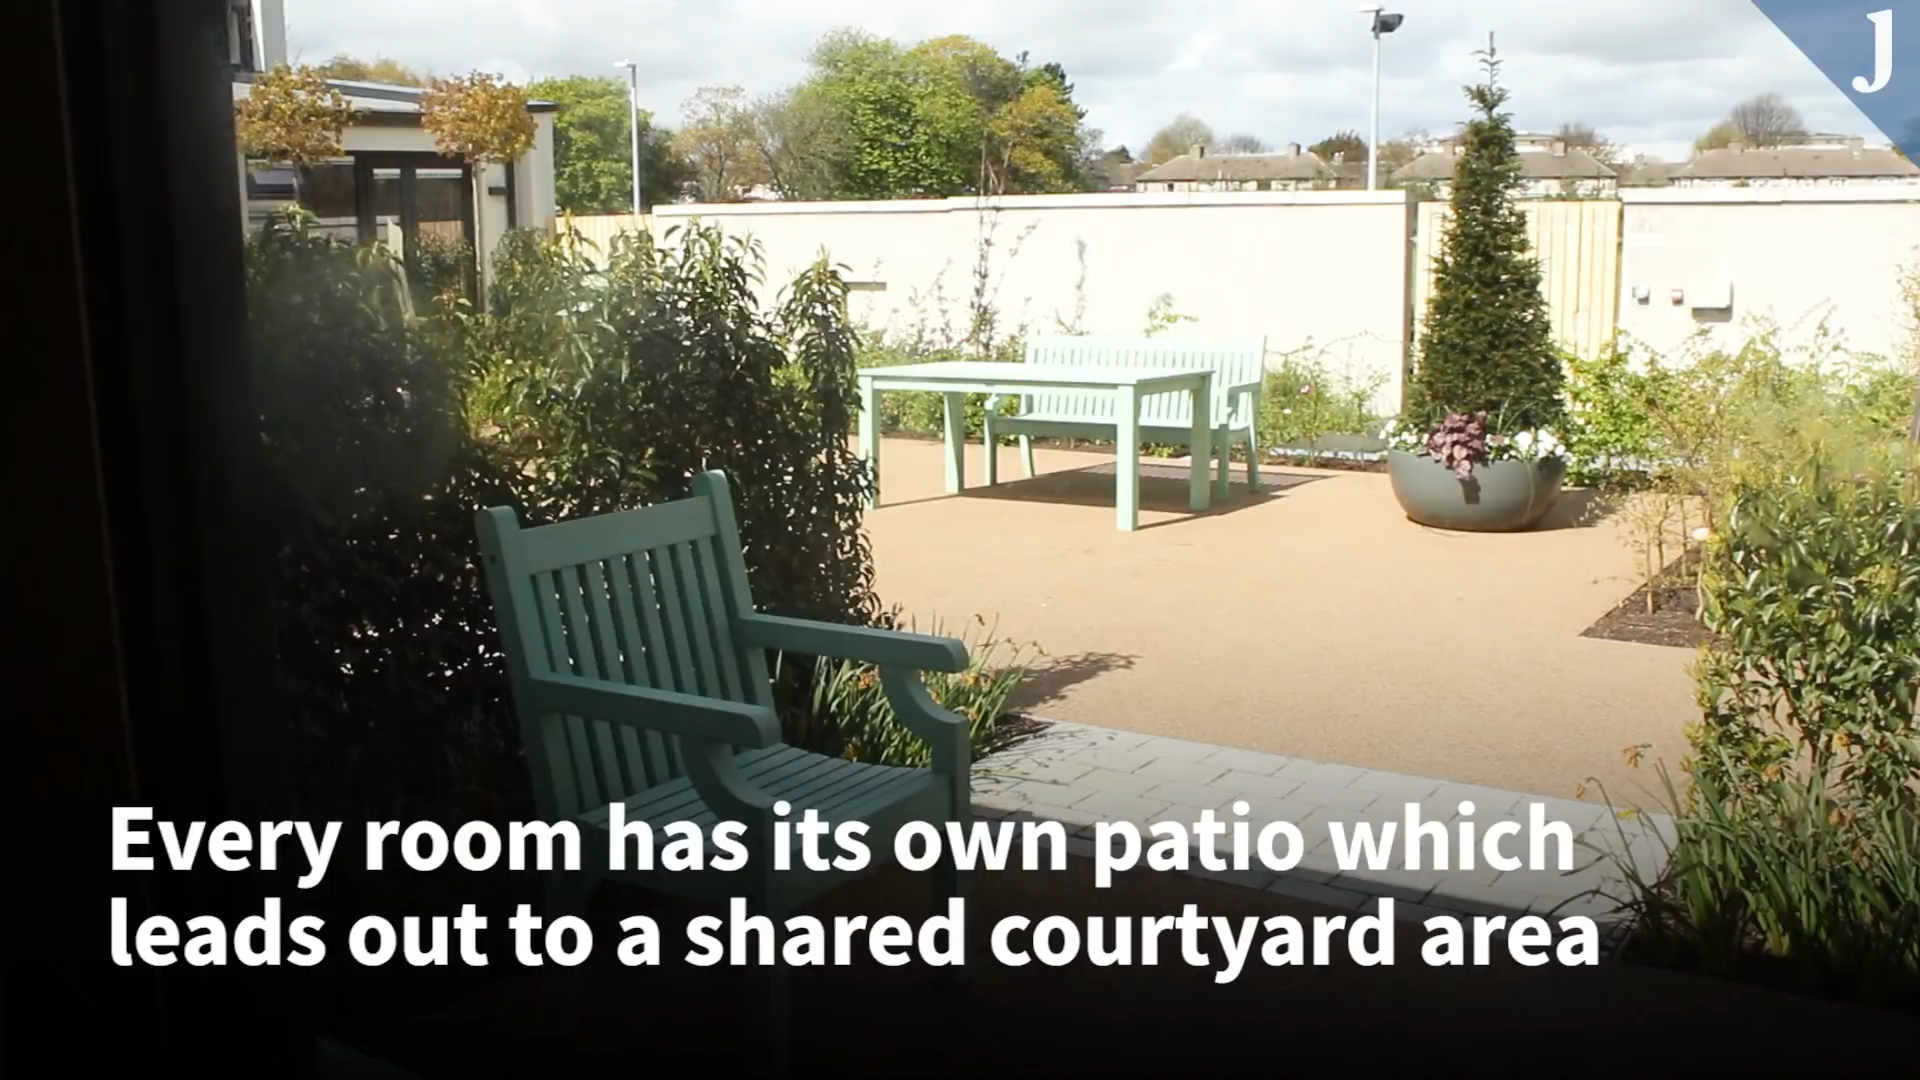 J
Every room has its own patio which
leads out to a shared courtyard area